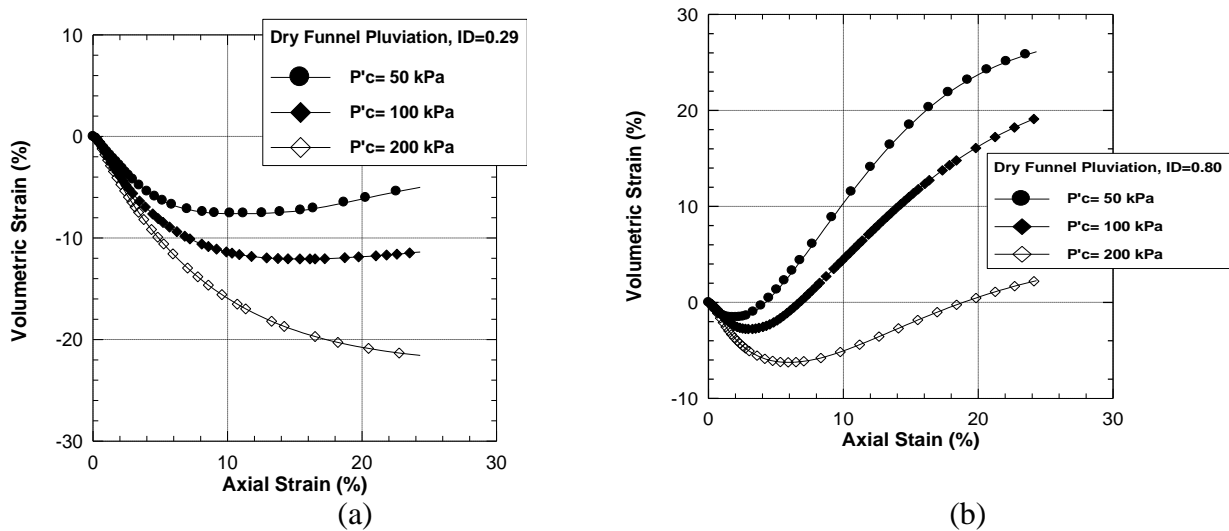 Dry Funnel Pluviation, ID=0.29
P'c= 50 kPa
P'c= 100 kPa
P'c= 200 kPa
10
0
-10
-20
-30
Volumetric Strain (%)
0
10
20
30
Axial Strain (%)
(a)
Dry Funnel Pluviation, ID=0.80
P'c= 50 kPa
P'c= 100 kPa
P'c= 200 kPa
30
20
10
0
-10
Volumetric Strain (%)
0
10
20
30
Axial Stain (%)
(b)